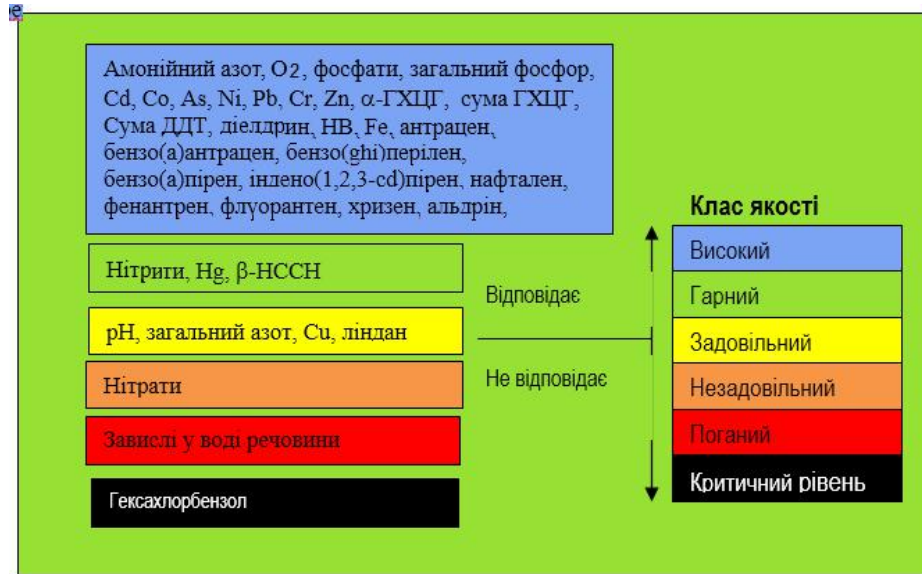 Амонійний азот, O2, фосфати, загальний фосфор,
Cd, Co, As, Ni, Pb, Cr, Zn, α-ГХЦГ, сума ГХЦГ,
Сума ДДТ, діелдрин, НВ, Fe, антрацен,
бензо(а)антрацен, бензо(ghi)перілен,
бензо(а)пірен, індено(1,2,3-cd)пірен, нафтален,
фенантрен, флуорантен, хризен, альдрін,
Нітрити, Hg, β-HCCH
pH, загальний азот, Cu, ліндан
Нітрати
Завислі у воді речовини
Гексахлорбензол
Відповідає
Не відповідає
Клас якості
Високий
Гарний
Задовільний
Незадовільний
Поганий
Критичний рівень